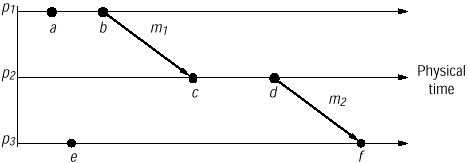 p1
a b m1
p2
c d m2
Physical
time
p3
e f